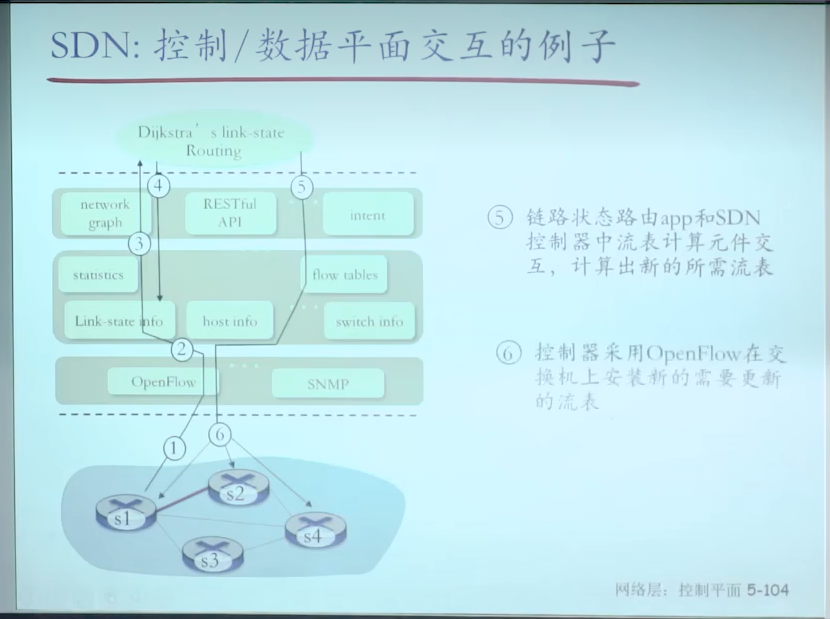 SDN: 控制/数据平面交互的例子
Dijkstra's link-state
Routing
④
⑤
network
graph
RESTful
API
intent
③
statistics
flow tables
Link-state info
host info
switch info
②
OpenFlow
SNMP
①
⑥
s1
s2
s3
s4
⑤ 链路状态路由app和SDN
控制器中流表计算元件交
互，计算出新的所需流表
⑥ 控制器采用OpenFlow在交
换机上安装新的需要更新
的流表
网络层：控制平面 5-104